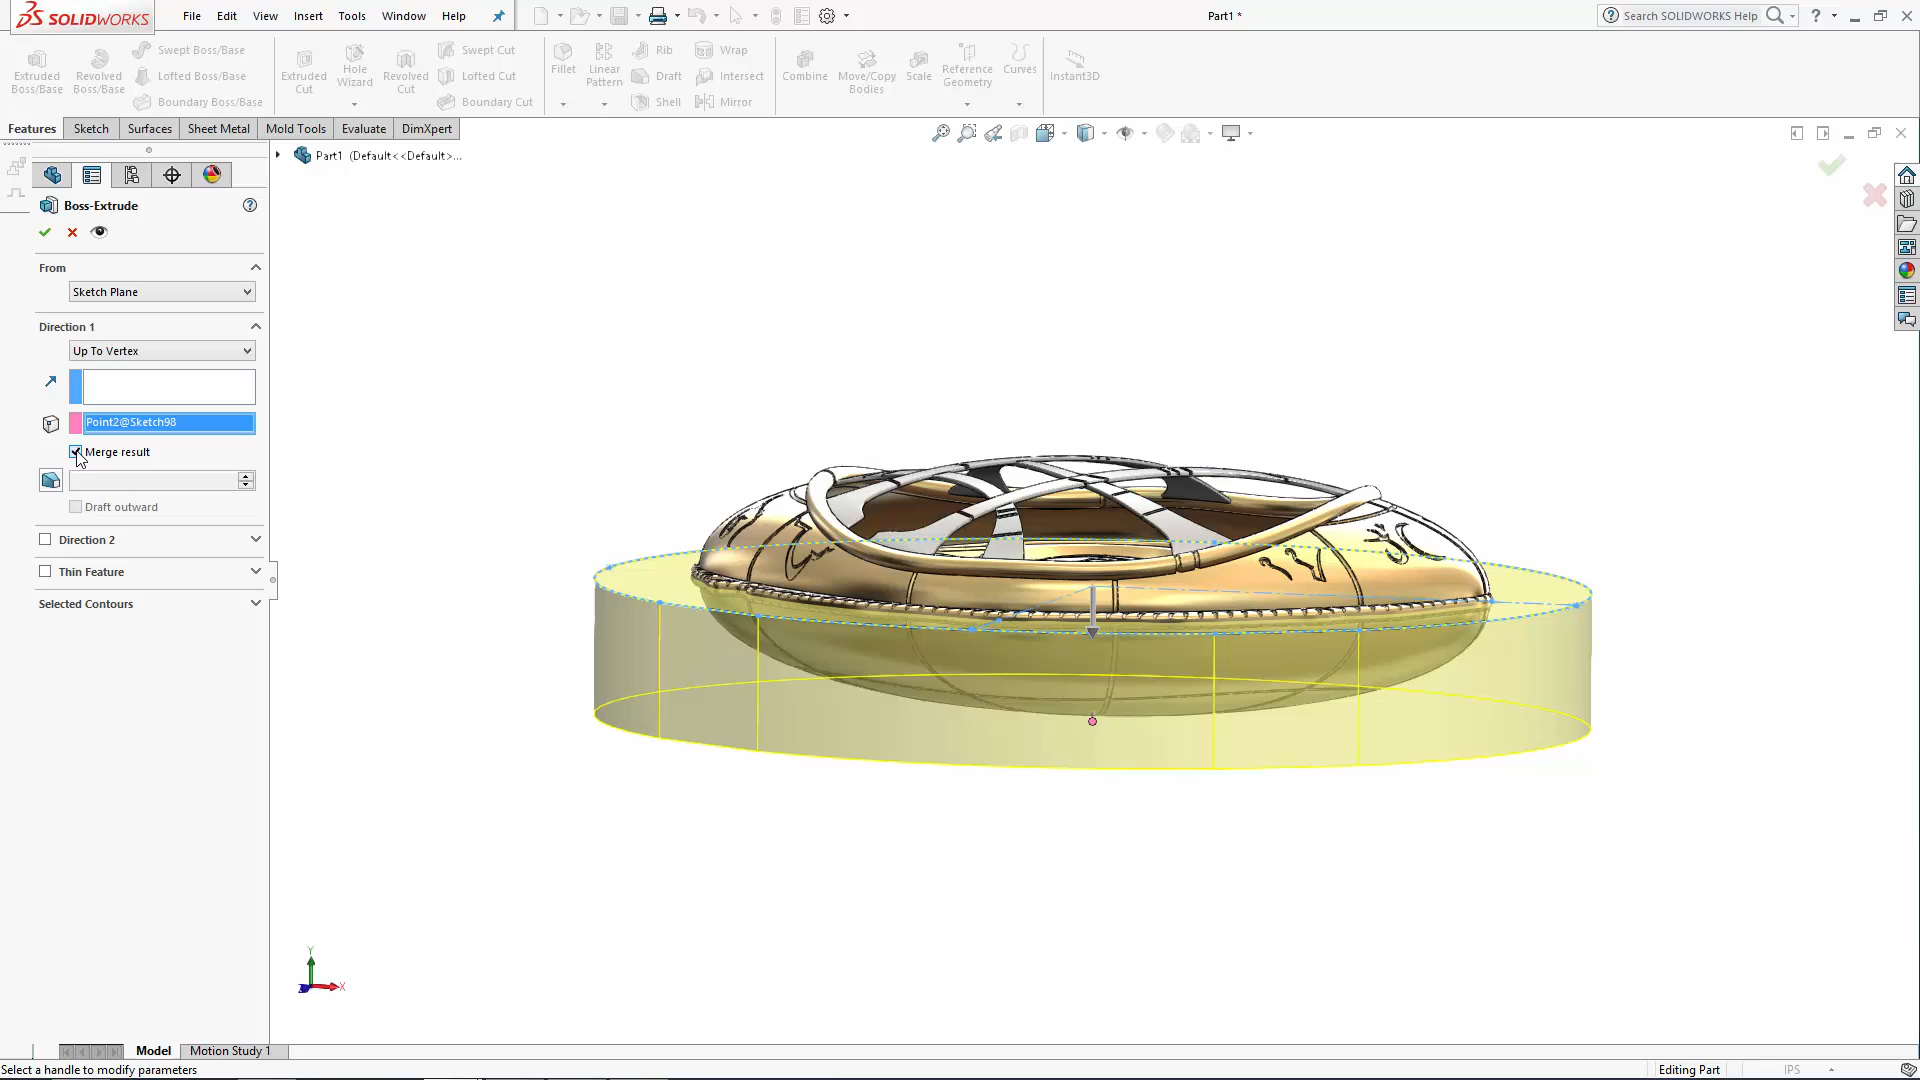 SOLIDWORKS
File Edit View Insert Tools Window Help
Part1 *
Search SOLIDWORKS Help
Extruded Boss/Base
Revolved Boss/Base
Swept Boss/Base
Lofted Boss/Base
Boundary Boss/Base
Extruded Cut
Hole Wizard
Revolved Cut
Swept Cut
Lofted Cut
Boundary Cut
Fillet
Linear Pattern
Rib
Draft
Shell
Wrap
Intersect
Mirror
Combine
Move/Copy Bodies
Scale
Reference Geometry
Curves
Instant3D
Features Sketch Surfaces Sheet Metal Mold Tools Evaluate DimXpert
Part1 (Default<<Default>...
Boss-Extrude
From
Sketch Plane
Direction 1
Up To Vertex
Point2@Sketch98
Merge result
Draft outward
Direction 2
Thin Feature
Selected Contours
Y
X
Model Motion Study 1
Select a handle to modify parameters
Editing Part
IPS